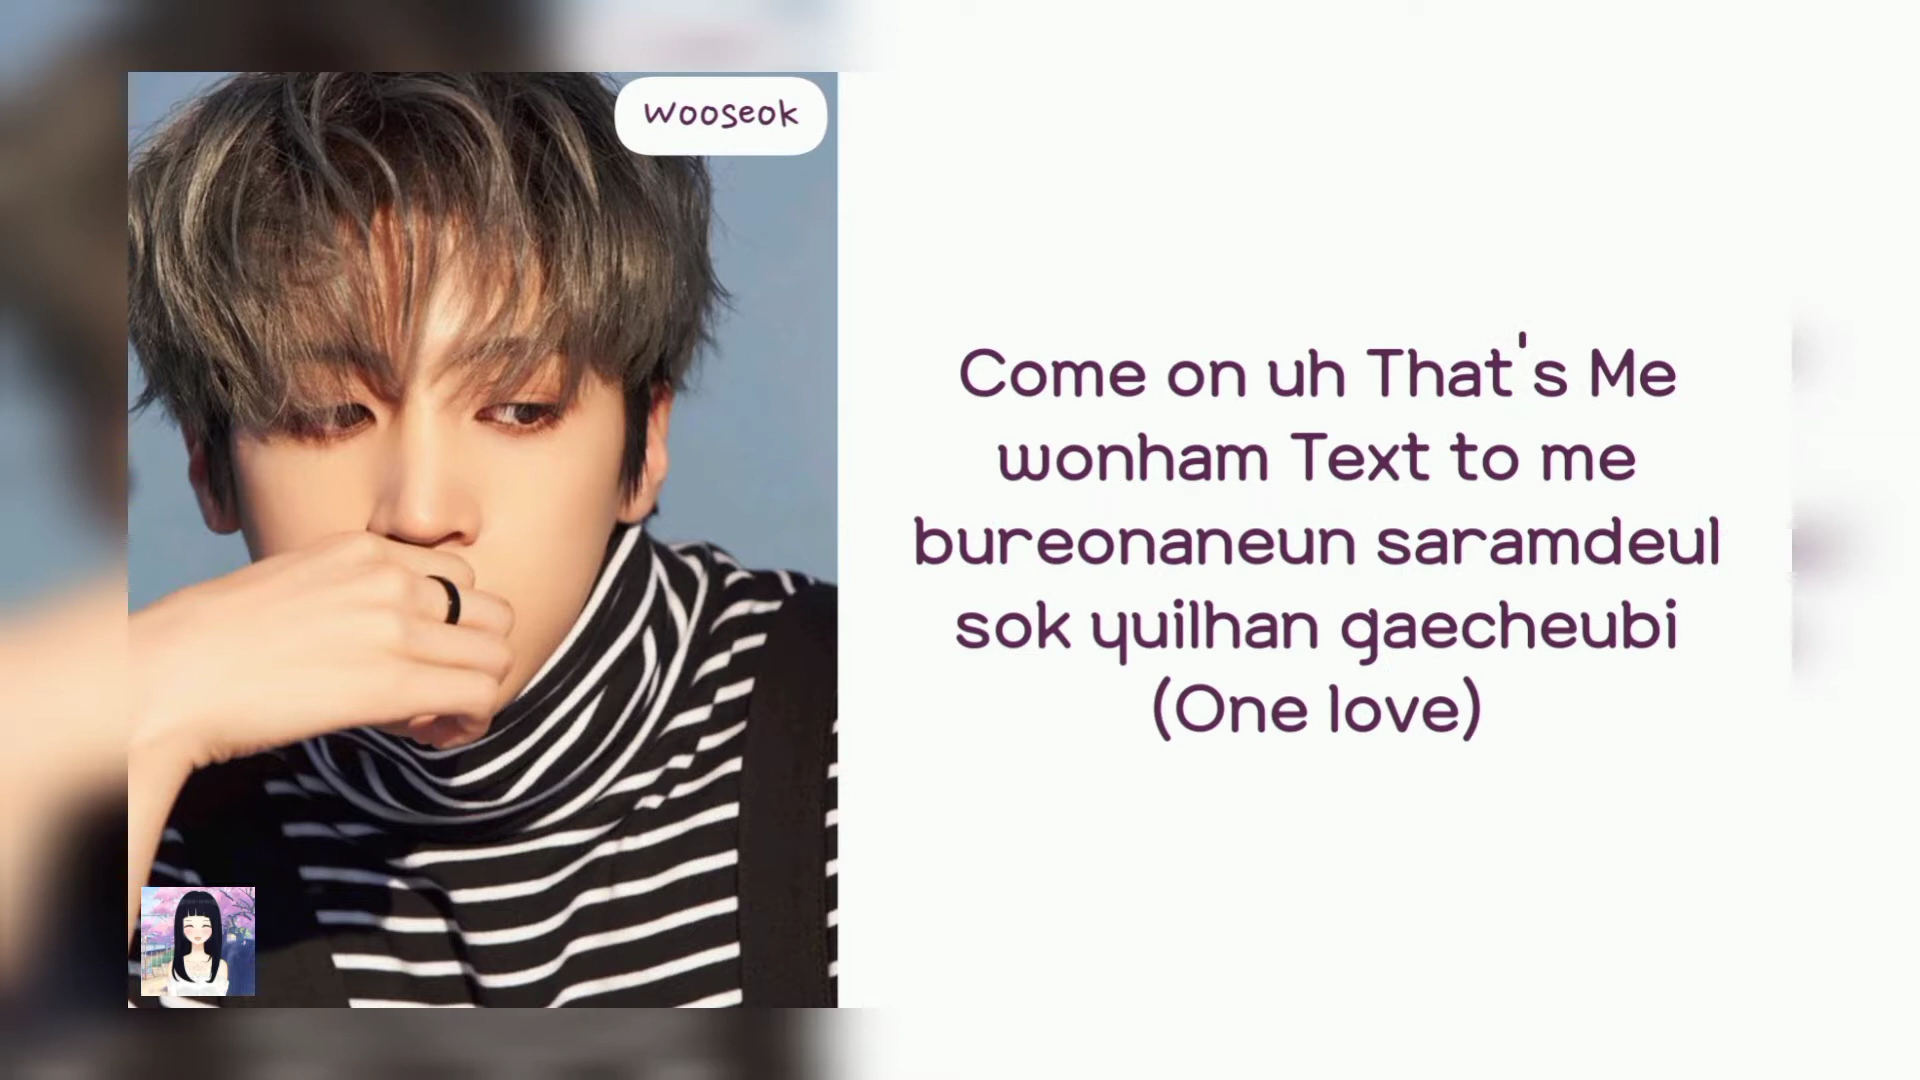 wooseok
Come on uh That's Me
wonham Text to me
bureonaneun saramdeul
sok yuilhan gaecheubi
(One love)